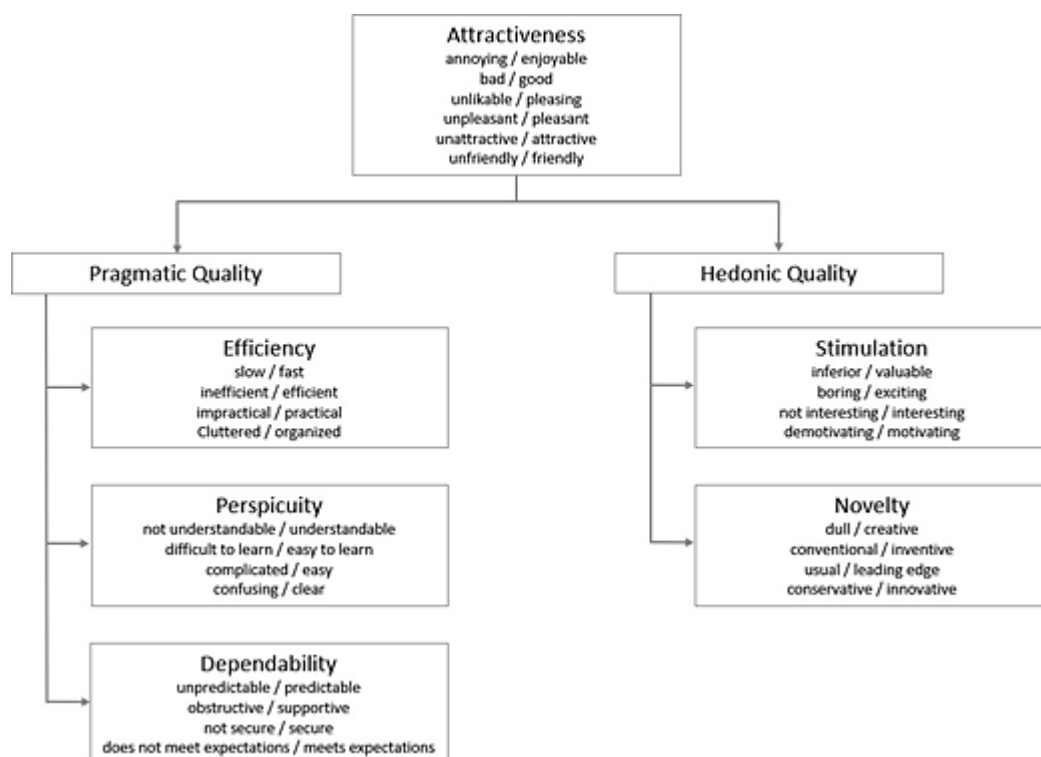 Attractiveness
annoying / enjoyable
bad / good
unlikable / pleasing
unpleasant / pleasant
unattractive / attractive
unfriendly / friendly
Pragmatic Quality
Efficiency
slow / fast
inefficient / efficient
impractical / practical
Cluttered / organized
Perspicuity
not understandable / understandable
difficult to learn / easy to learn
complicated / easy
confusing / clear
Dependability
unpredictable / predictable
obstructive / supportive
not secure / secure
does not meet expectations / meets expectations
Hedonic Quality
Stimulation
inferior / valuable
boring / exciting
not interesting / interesting
demotivating / motivating
Novelty
dull / creative
conventional / inventive
usual / leading edge
conservative / innovative